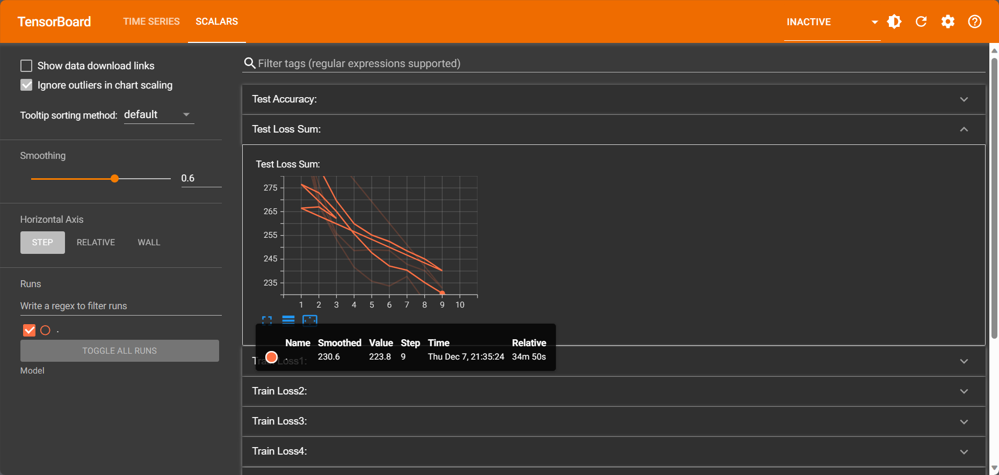 TensorBoard
TIME SERIES
SCALARS
INACTIVE
Show data download links
Ignore outliers in chart scaling
Tooltip sorting method: default
Smoothing
0.6
Horizontal Axis
STEP
RELATIVE
WALL
Runs
Write a regex to filter runs
.
TOGGLE ALL RUNS
Model
Filter tags (regular expressions supported)
Test Accuracy:
Test Loss Sum:
Test Loss Sum:
275
265
255
245
235
1 2 3 4 5 6 7 8 9 10
Name Smoothed Value Step Time Relative
. 230.6 223.8 9 Thu Dec 7, 21:35:24 34m 50s
Train Loss1:
Train Loss2:
Train Loss3:
Train Loss4: